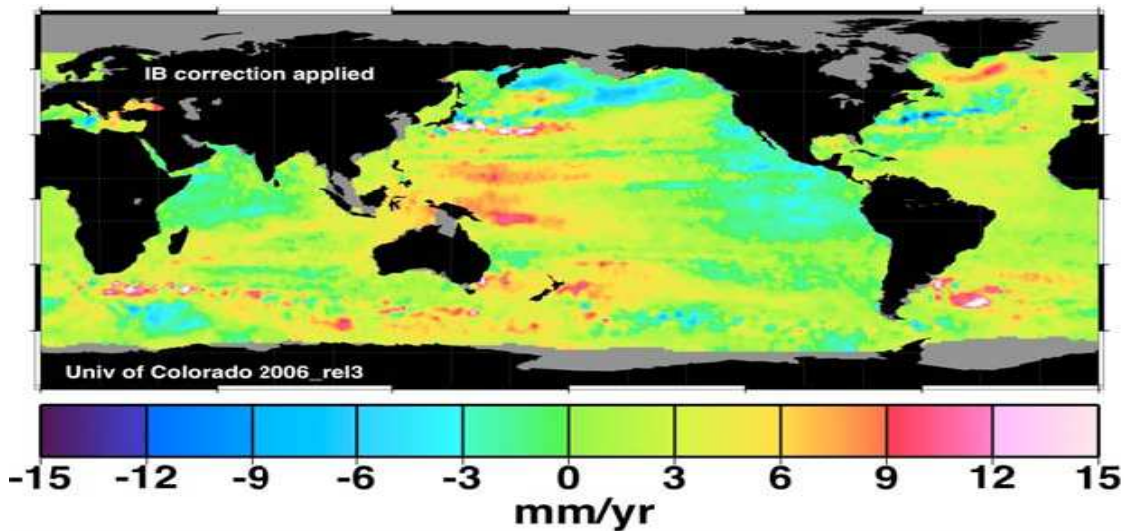 IB correction applied
Univ of Colorado 2006_rel3
-15 -12 -9 -6 -3 0 3 6 9 12 15
mm/yr